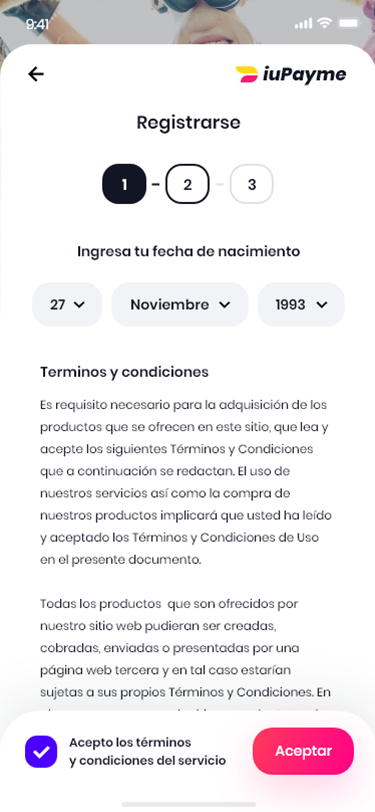 9:41
iuPayme
Registrarse
1 2 3
Ingresa tu fecha de nacimiento
27 Noviembre 1993
Terminos y condiciones
Es requisito necesario para la adquisición de los
productos que se ofrecen en este sitio, que lea y
acepte los siguientes Términos y Condiciones
que a continuación se redactan. El uso de
nuestros servicios así como la compra de
nuestros productos implicará que usted ha leído
y aceptado los Términos y Condiciones de Uso
en el presente documento.
Todas los productos  que son ofrecidos por
nuestro sitio web pudieran ser creadas,
cobradas, enviadas o presentadas por una
página web tercera y en tal caso estarían
sujetas a sus propios Términos y Condiciones. En
Acepto los términos
y condiciones del servicio
Aceptar